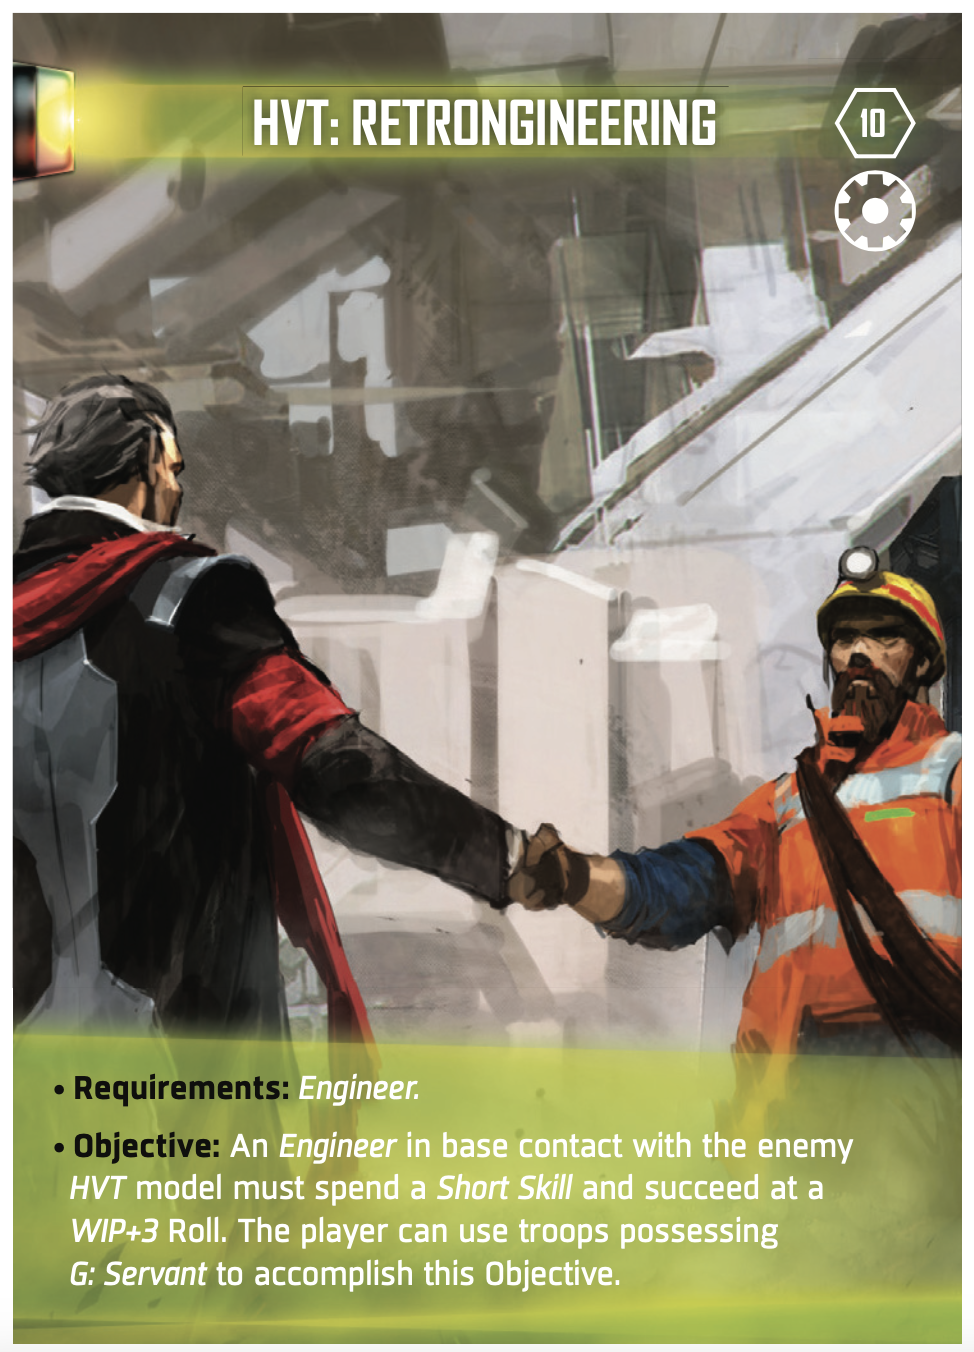 HVT: RETRONGINEERING
10
• Requirements: Engineer.
• Objective: An Engineer in base contact with the enemy
HVT model must spend a Short Skill and succeed at a
WIP+3 Roll. The player can use troops possessing
G: Servant to accomplish this Objective.